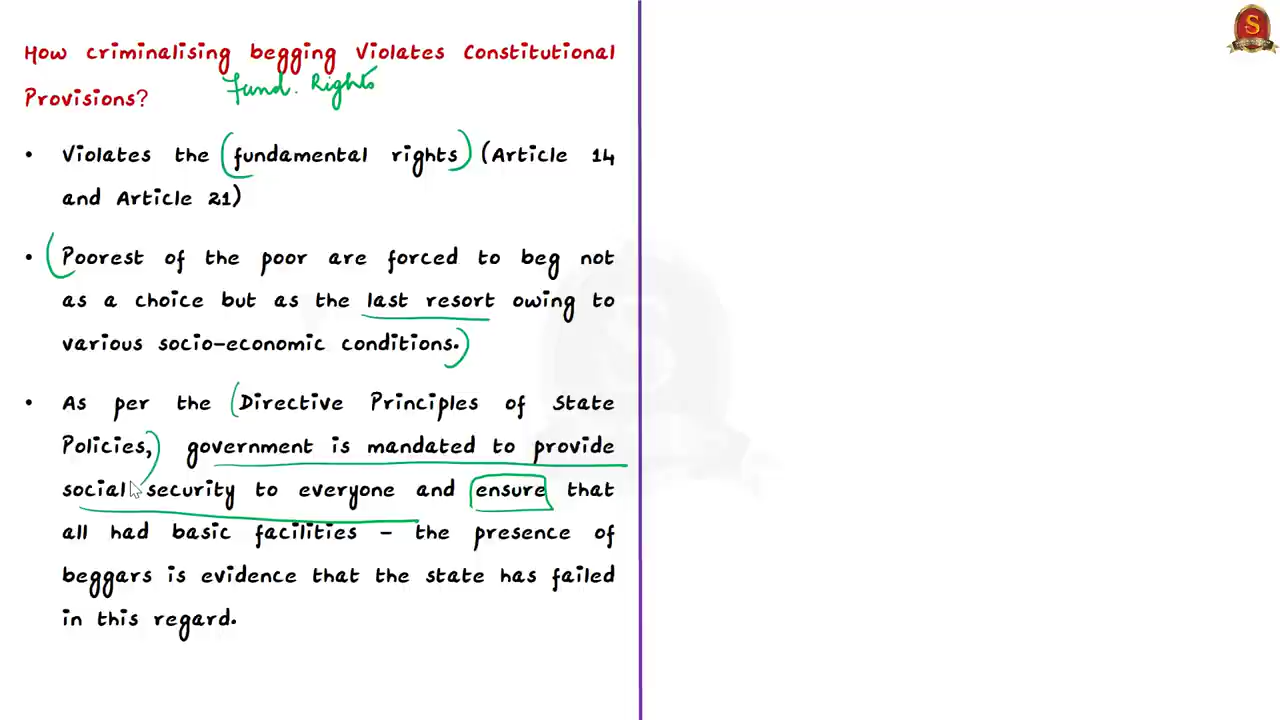 How criminalising begging Violates Constitutional
Provisions?
Fund. Rights
• Violates the fundamental rights (Article 14
and Article 21)
• Poorest of the poor are forced to beg not
as a choice but as the last resort owing to
various socio-economic conditions.
• As per the Directive Principles of State
Policies, government is mandated to provide
social security to everyone and ensure that
all had basic facilities – the presence of
beggars is evidence that the state has failed
in this regard.
S